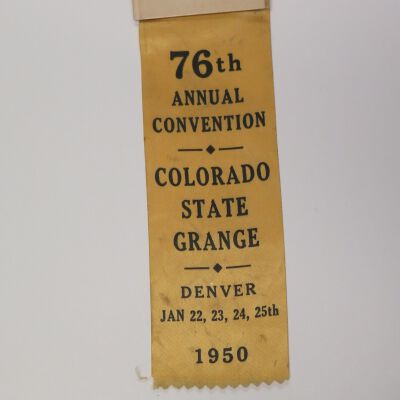 76th
ANNUAL
CONVENTION
COLORADO
STATE
GRANGE
DENVER
JAN 22, 23, 24, 25th
1950